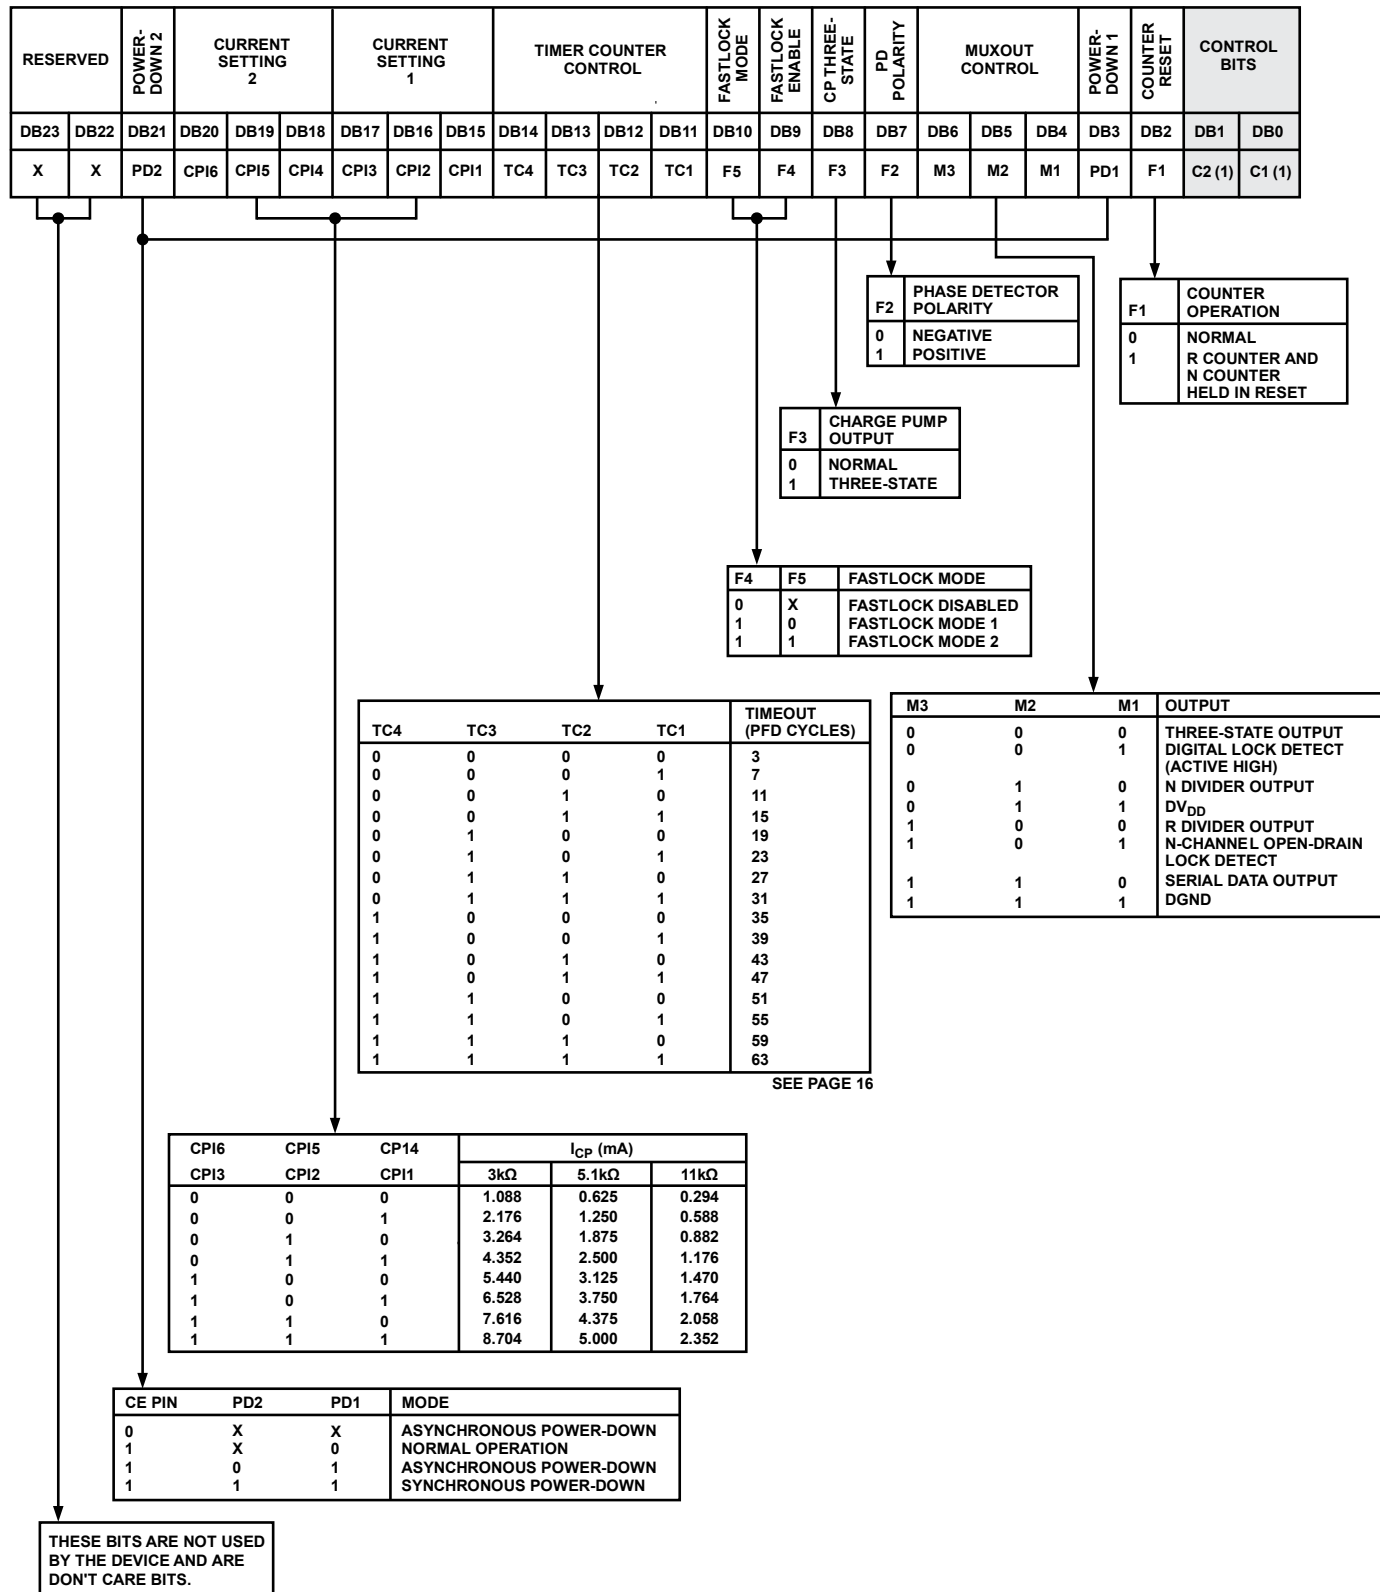 RESERVED
POWER-
DOWN 2
CURRENT
SETTING
2
CURRENT
SETTING
1
TIMER COUNTER
CONTROL
FASTLOCK
MODE
FASTLOCK
ENABLE
CP THREE-
STATE
PD
POLARITY
MUXOUT
CONTROL
POWER-
DOWN 1
COUNTER
RESET
CONTROL
BITS
DB23 DB22 DB21 DB20 DB19 DB18 DB17 DB16 DB15 DB14 DB13 DB12 DB11 DB10 DB9 DB8 DB7 DB6 DB5 DB4 DB3 DB2 DB1 DB0
X X PD2 CPI6 CPI5 CPI4 CPI3 CPI2 CPI1 TC4 TC3 TC2 TC1 F5 F4 F3 F2 M3 M2 M1 PD1 F1 C2 (1) C1 (1)
F2 PHASE DETECTOR
POLARITY
0 NEGATIVE
1 POSITIVE
F1 COUNTER
OPERATION
0 NORMAL
1 R COUNTER AND
N COUNTER
HELD IN RESET
F3 CHARGE PUMP
OUTPUT
0 NORMAL
1 THREE-STATE
F4 F5 FASTLOCK MODE
0 X FASTLOCK DISABLED
1 0 FASTLOCK MODE 1
1 1 FASTLOCK MODE 2
TC4 TC3 TC2 TC1 TIMEOUT
(PFD CYCLES)
0 0 0 0 3
0 0 0 1 7
0 0 1 0 11
0 0 1 1 15
0 1 0 0 19
0 1 0 1 23
0 1 1 0 27
0 1 1 1 31
1 0 0 0 35
1 0 0 1 39
1 0 1 0 43
1 0 1 1 47
1 1 0 0 51
1 1 0 1 55
1 1 1 0 59
1 1 1 1 63
SEE PAGE 16
M3 M2 M1 OUTPUT
0 0 0 THREE-STATE OUTPUT
0 0 1 DIGITAL LOCK DETECT
(ACTIVE HIGH)
0 1 0 N DIVIDER OUTPUT
0 1 1 DVDD
1 0 0 R DIVIDER OUTPUT
1 0 1 N-CHANNEL OPEN-DRAIN
LOCK DETECT
1 1 0 SERIAL DATA OUTPUT
1 1 1 DGND
CPI6 CPI5 CP14 ICP (mA)
CPI3 CPI2 CPI1 3kΩ 5.1kΩ 11kΩ
0 0 0 1.088 0.625 0.294
0 0 1 2.176 1.250 0.588
0 1 0 3.264 1.875 0.882
0 1 1 4.352 2.500 1.176
1 0 0 5.440 3.125 1.470
1 0 1 6.528 3.750 1.764
1 1 0 7.616 4.375 2.058
1 1 1 8.704 5.000 2.352
CE PIN PD2 PD1 MODE
0 X X ASYNCHRONOUS POWER-DOWN
1 X 0 NORMAL OPERATION
1 0 1 ASYNCHRONOUS POWER-DOWN
1 1 1 SYNCHRONOUS POWER-DOWN
THESE BITS ARE NOT USED
BY THE DEVICE AND ARE
DON'T CARE BITS.